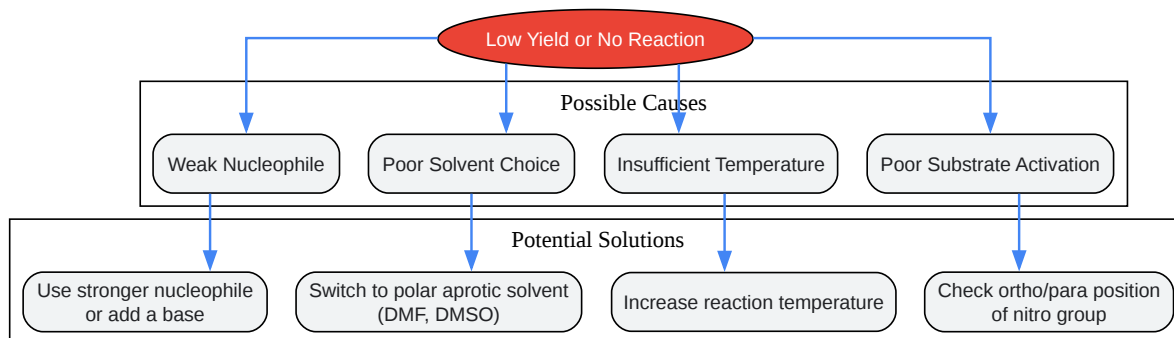 Low Yield or No Reaction
Possible Causes
Weak Nucleophile
Poor Solvent Choice
Insufficient Temperature
Poor Substrate Activation
Potential Solutions
Use stronger nucleophile
or add a base
Switch to polar aprotic solvent
(DMF, DMSO)
Increase reaction temperature
Check ortho/para position
of nitro group